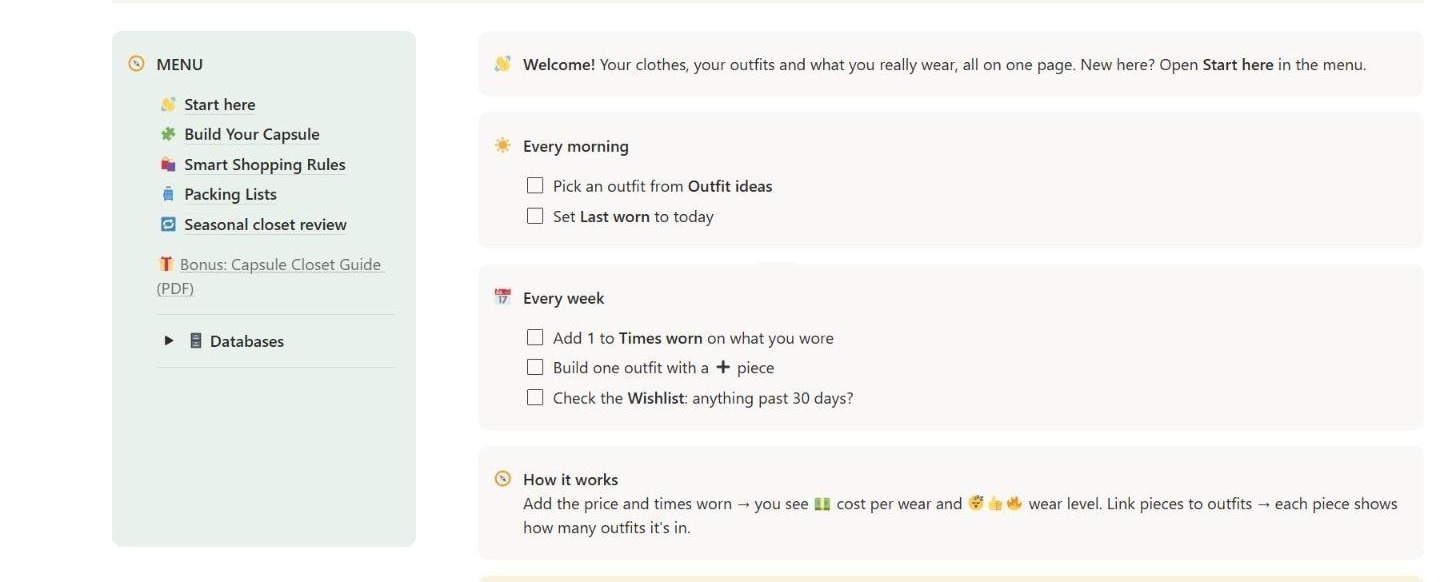 MENU
Start here
Build Your Capsule
Smart Shopping Rules
Packing Lists
Seasonal closet review
Bonus: Capsule Closet Guide
(PDF)
Databases
Welcome! Your clothes, your outfits and what you really wear, all on one page. New here? Open Start here in the menu.
Every morning
Pick an outfit from Outfit ideas
Set Last worn to today
Every week
Add 1 to Times worn on what you wore
Build one outfit with a ➕ piece
Check the Wishlist: anything past 30 days?
How it works
Add the price and times worn → you see 💵 cost per wear and 😴👍🔥 wear level. Link pieces to outfits → each piece shows
how many outfits it's in.